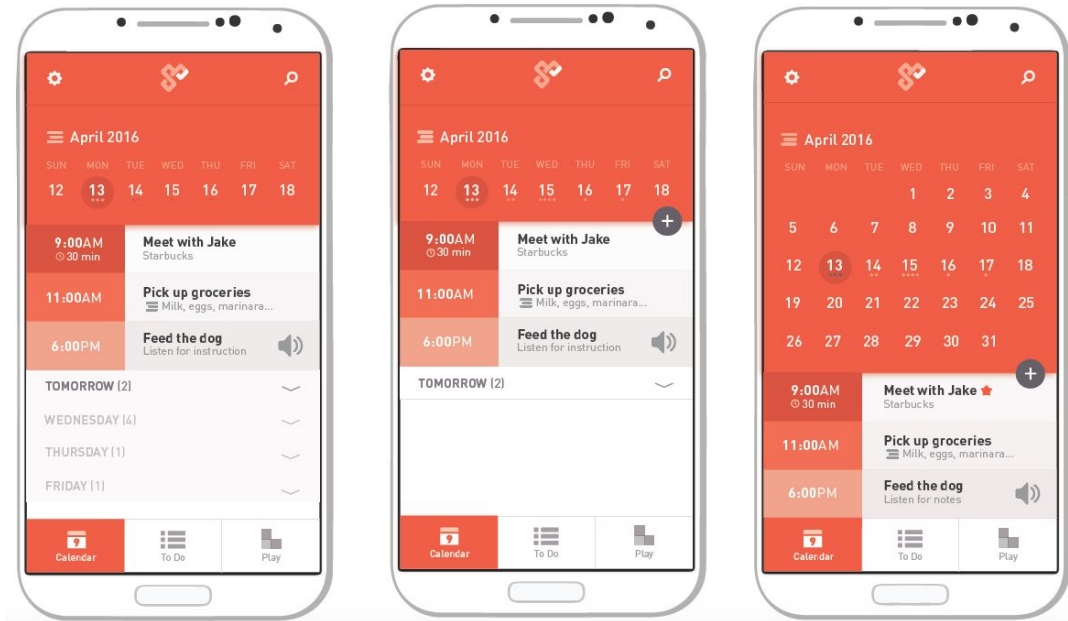 April 2016
SUN MON TUE WED THU FRI SAT
12 13 14 15 16 17 18
9:00AM
30 min
Meet with Jake
Starbucks
11:00AM
Pick up groceries
Milk, eggs, marinara...
6:00PM
Feed the dog
Listen for instruction
TOMORROW (2)
WEDNESDAY (4)
THURSDAY (1)
FRIDAY (1)
9
Calendar
To Do
Play
April 2016
SUN MON TUE WED THU FRI SAT
12 13 14 15 16 17 18
+
9:00AM
30 min
Meet with Jake
Starbucks
11:00AM
Pick up groceries
Milk, eggs, marinara...
6:00PM
Feed the dog
Listen for instruction
TOMORROW (2)
9
Calendar
To Do
Play
April 2016
SUN MON TUE WED THU FRI SAT
1 2 3 4
5 6 7 8 9 10 11
12 13 14 15 16 17 18
19 20 21 22 23 24 25
26 27 28 29 30 31
+
9:00AM
30 min
Meet with Jake
Starbucks
11:00AM
Pick up groceries
Milk, eggs, marinara...
6:00PM
Feed the dog
Listen for notes
9
Calendar
To Do
Play